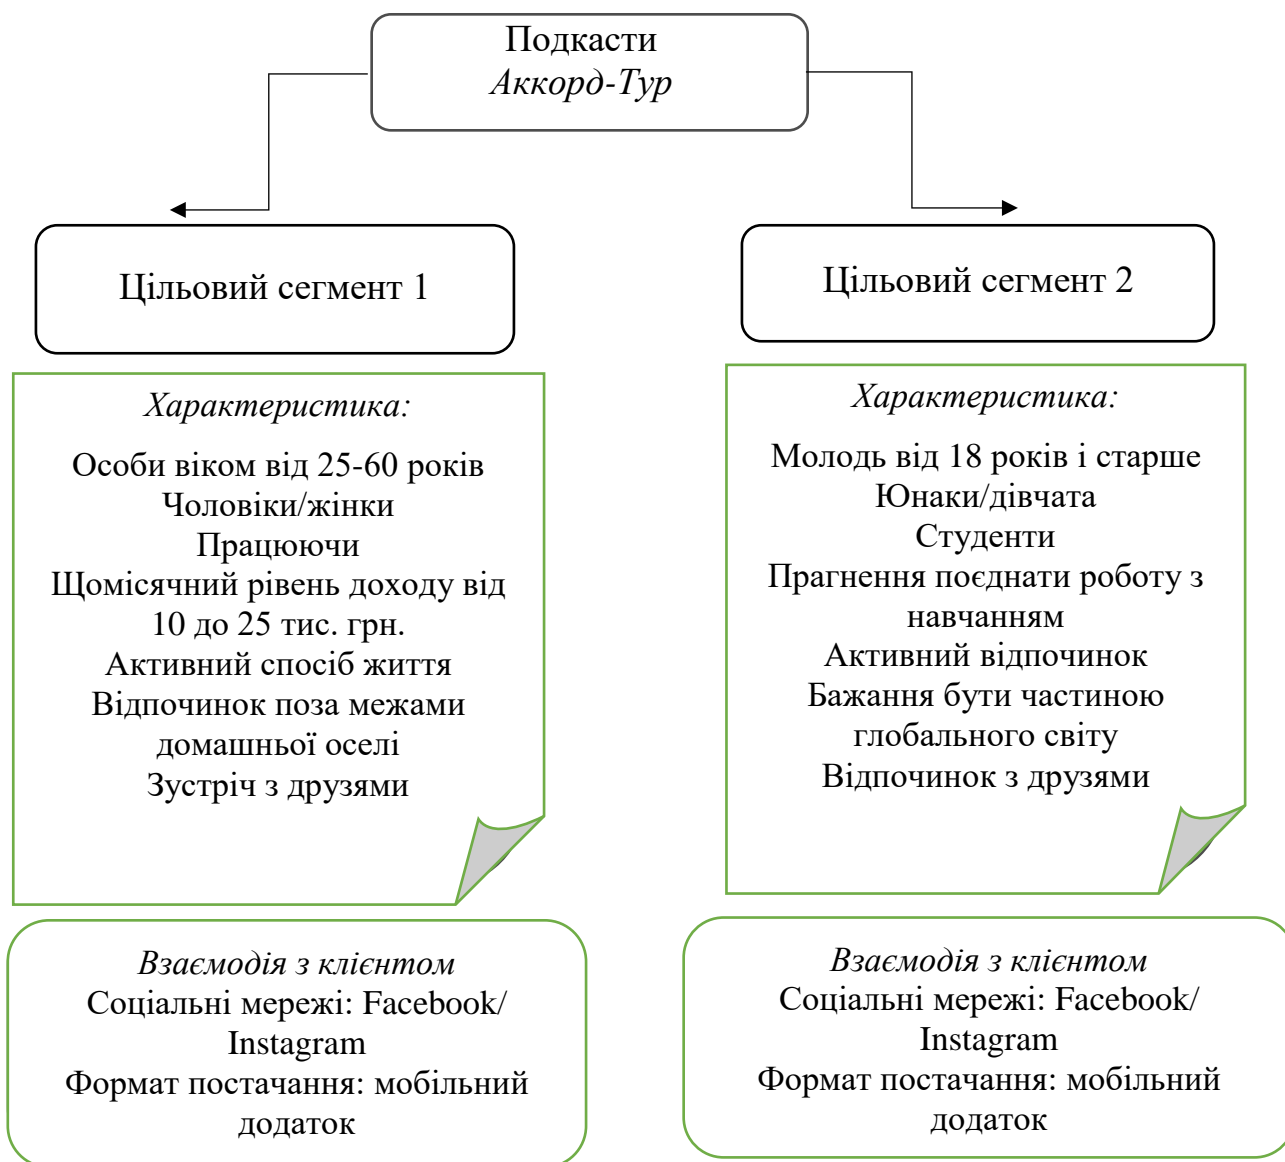 Подкасти
Аккорд-Тур
Цільовий сегмент 1
Характеристика:
Особи віком від 25-60 років
Чоловіки/жінки
Працюючи
Щомісячний рівень доходу від
10 до 25 тис. грн.
Активний спосіб життя
Відпочинок поза межами
домашньої оселі
Зустріч з друзями
Взаємодія з клієнтом
Соціальні мережі: Facebook/
Instagram
Формат постачання: мобільний
додаток
Цільовий сегмент 2
Характеристика:
Молодь від 18 років і старше
Юнаки/дівчата
Студенти
Прагнення поєднати роботу з
навчанням
Активний відпочинок
Бажання бути частиною
глобального світу
Відпочинок з друзями
Взаємодія з клієнтом
Соціальні мережі: Facebook/
Instagram
Формат постачання: мобільний
додаток